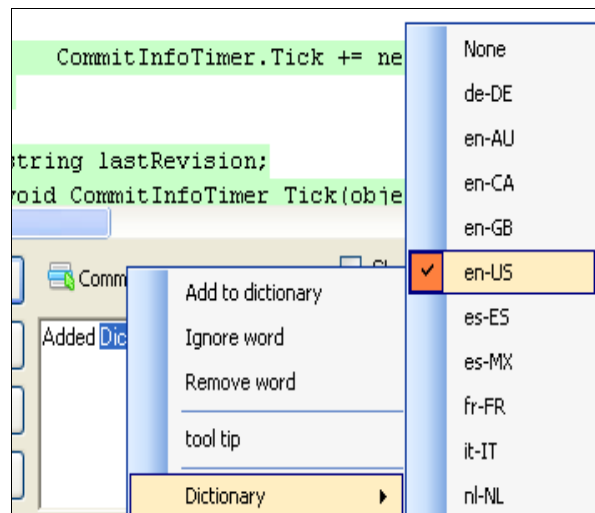 CommitInfoTimer.Tick += ne
string lastRevision;
void CommitInfoTimer_Tick(obje
Comm
Added Dic
Add to dictionary
Ignore word
Remove word
tool tip
Dictionary
None
de-DE
en-AU
en-CA
en-GB
en-US
es-ES
es-MX
fr-FR
it-IT
nl-NL